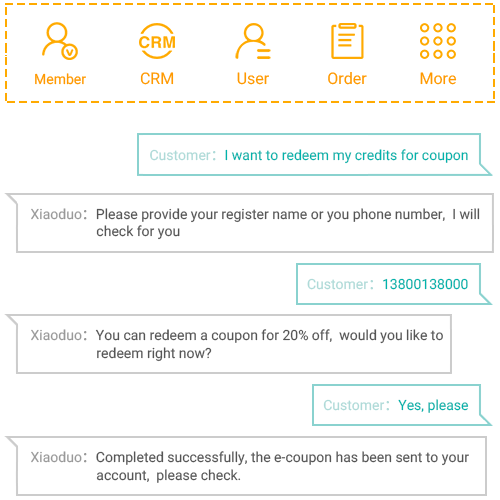 CRM
Member CRM User Order More
Customer： I want to redeem my credits for coupon
Xiaoduo： Please provide your register name or you phone number, I will
check for you
Customer： 13800138000
Xiaoduo： You can redeem a coupon for 20% off, would you like to
redeem right now?
Customer： Yes, please
Xiaoduo： Completed successfully, the e-coupon has been sent to your
account, please check.